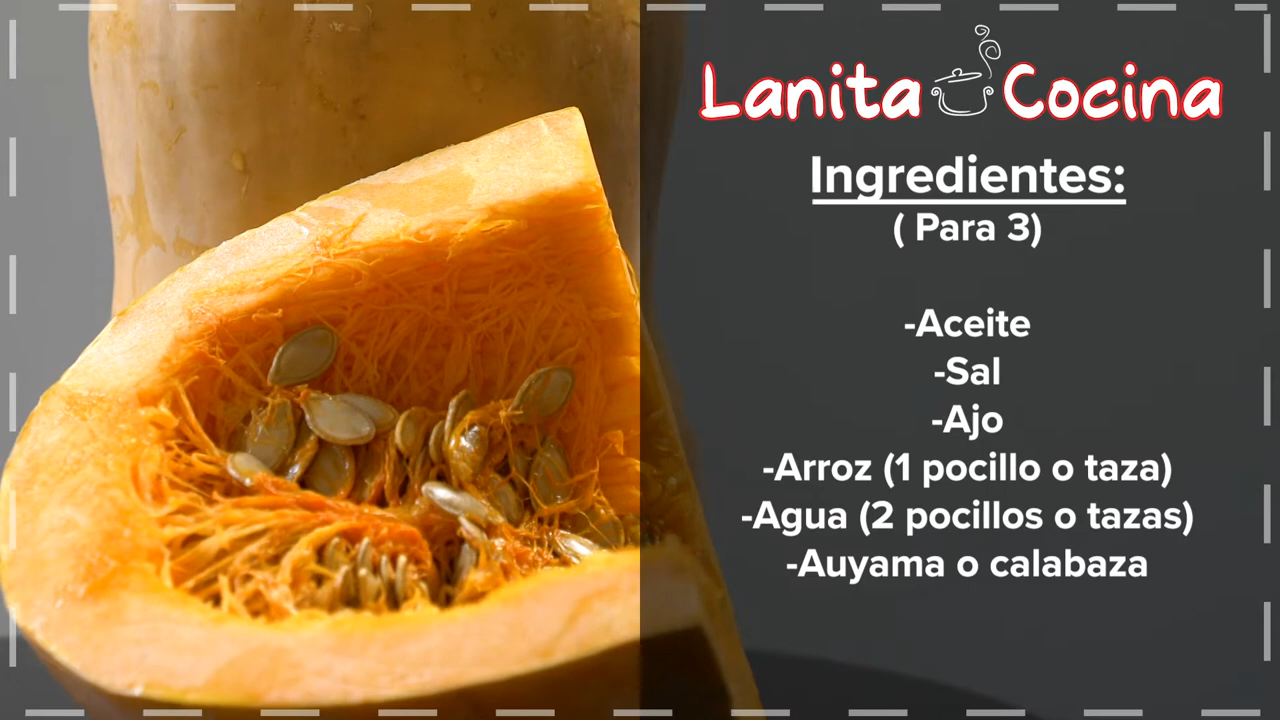 Lanita Cocina
Ingredientes:
( Para 3)
-Aceite
-Sal
-Ajo
-Arroz (1 pocillo o taza)
-Agua (2 pocillos o tazas)
-Auyama o calabaza